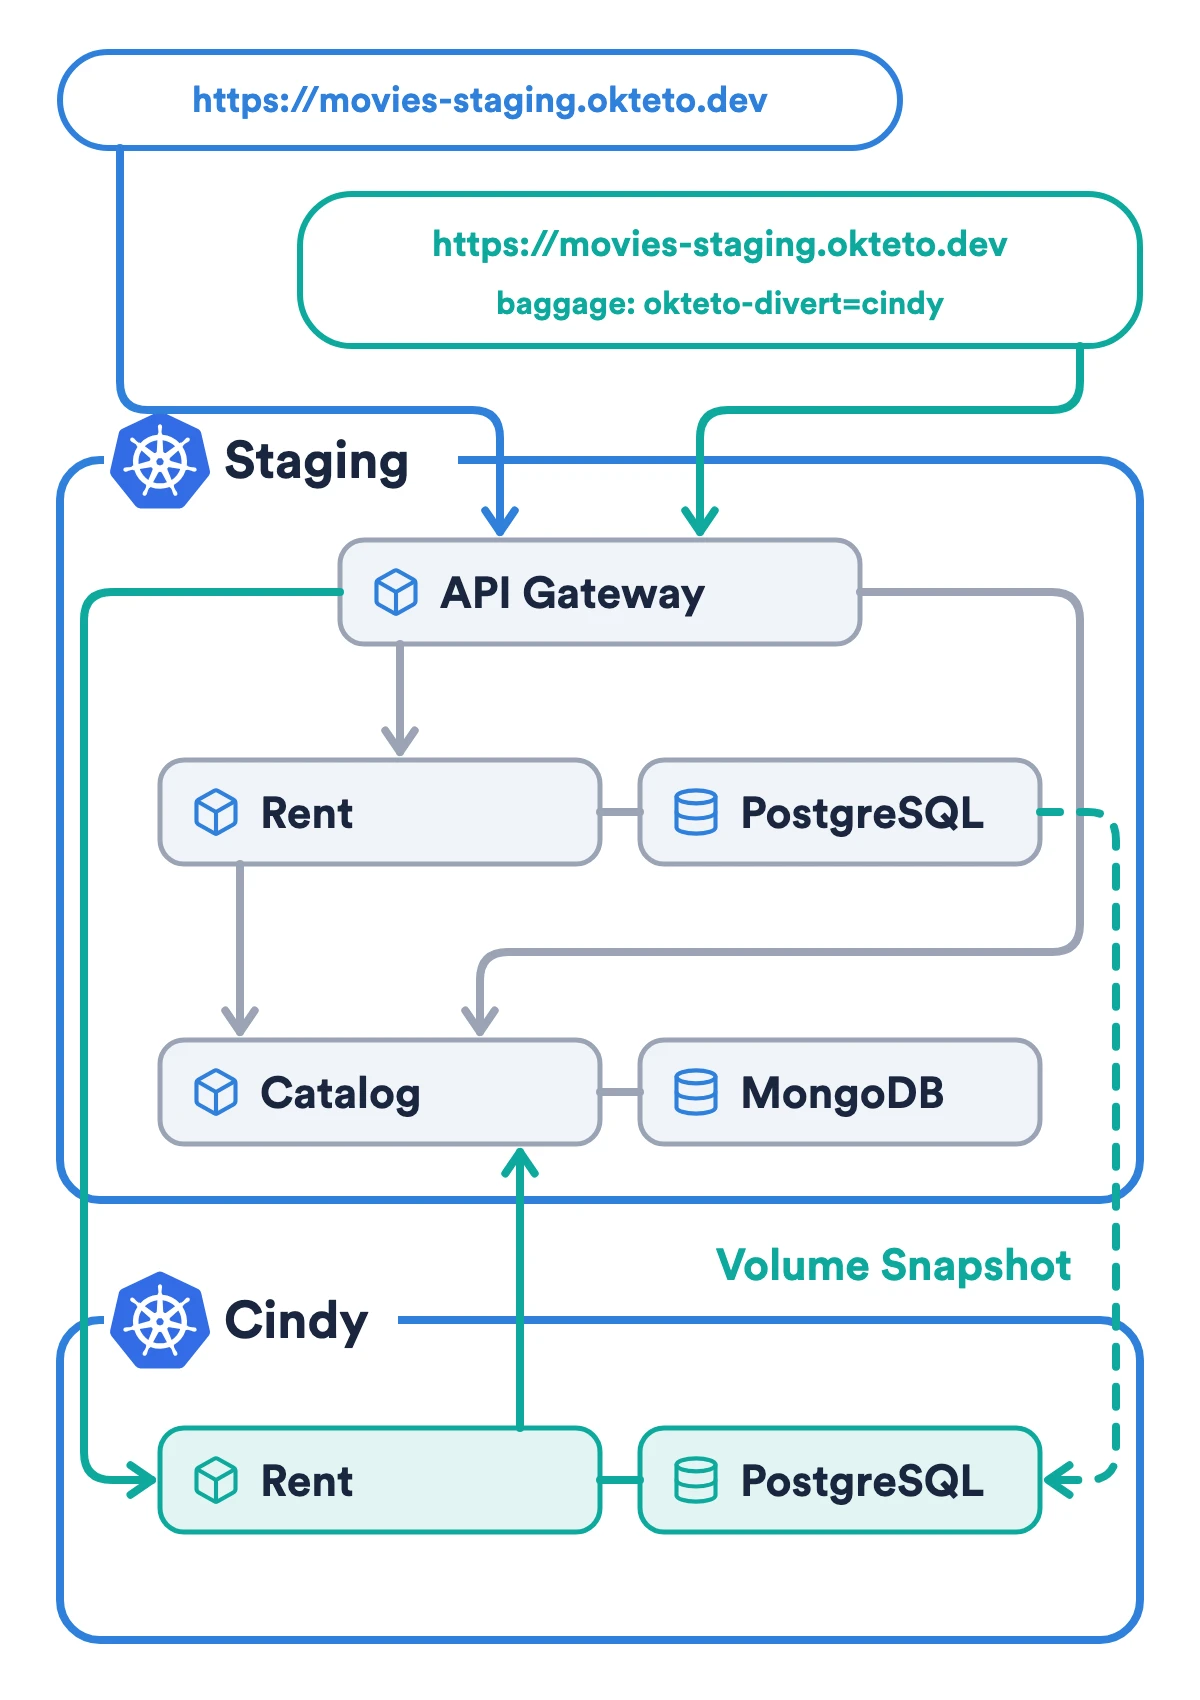 https://movies-staging.okteto.dev
https://movies-staging.okteto.dev
baggage: okteto-divert=cindy
Staging
API Gateway
Rent
PostgreSQL
Catalog
MongoDB
Volume Snapshot
Cindy
Rent
PostgreSQL